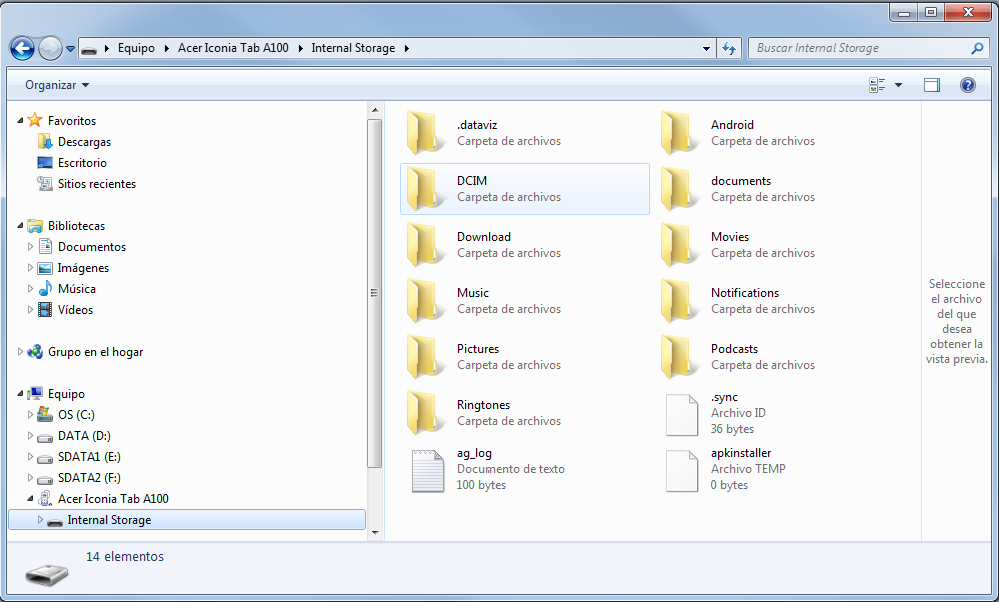 Equipo Acer Iconia Tab A100 Internal Storage
Buscar Internal Storage
Organizar
Favoritos
Descargas
Escritorio
Sitios recientes
Bibliotecas
Documentos
Imágenes
Música
Vídeos
Grupo en el hogar
Equipo
OS (C:)
DATA (D:)
SDATA1 (E:)
SDATA2 (F:)
Acer Iconia Tab A100
Internal Storage
.dataviz
Carpeta de archivos
Android
Carpeta de archivos
DCIM
Carpeta de archivos
documents
Carpeta de archivos
Download
Carpeta de archivos
Movies
Carpeta de archivos
Music
Carpeta de archivos
Notifications
Carpeta de archivos
Pictures
Carpeta de archivos
Podcasts
Carpeta de archivos
Ringtones
Carpeta de archivos
.sync
Archivo ID
36 bytes
ag_log
Documento de texto
100 bytes
apkinstaller
Archivo TEMP
0 bytes
Seleccione
el archivo
del que
desea
obtener la
vista previa.
14 elementos